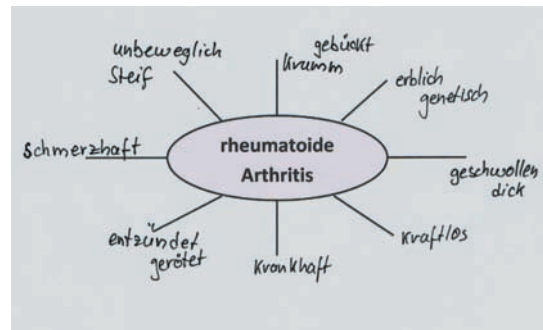 unbeweglich
Steif
gebückt
krumm
erblich
genetisch
schmerzhaft
rheumatoide
Arthritis
geschwollen
dick
entzündet
gerötet
krankhaft
kraftlos